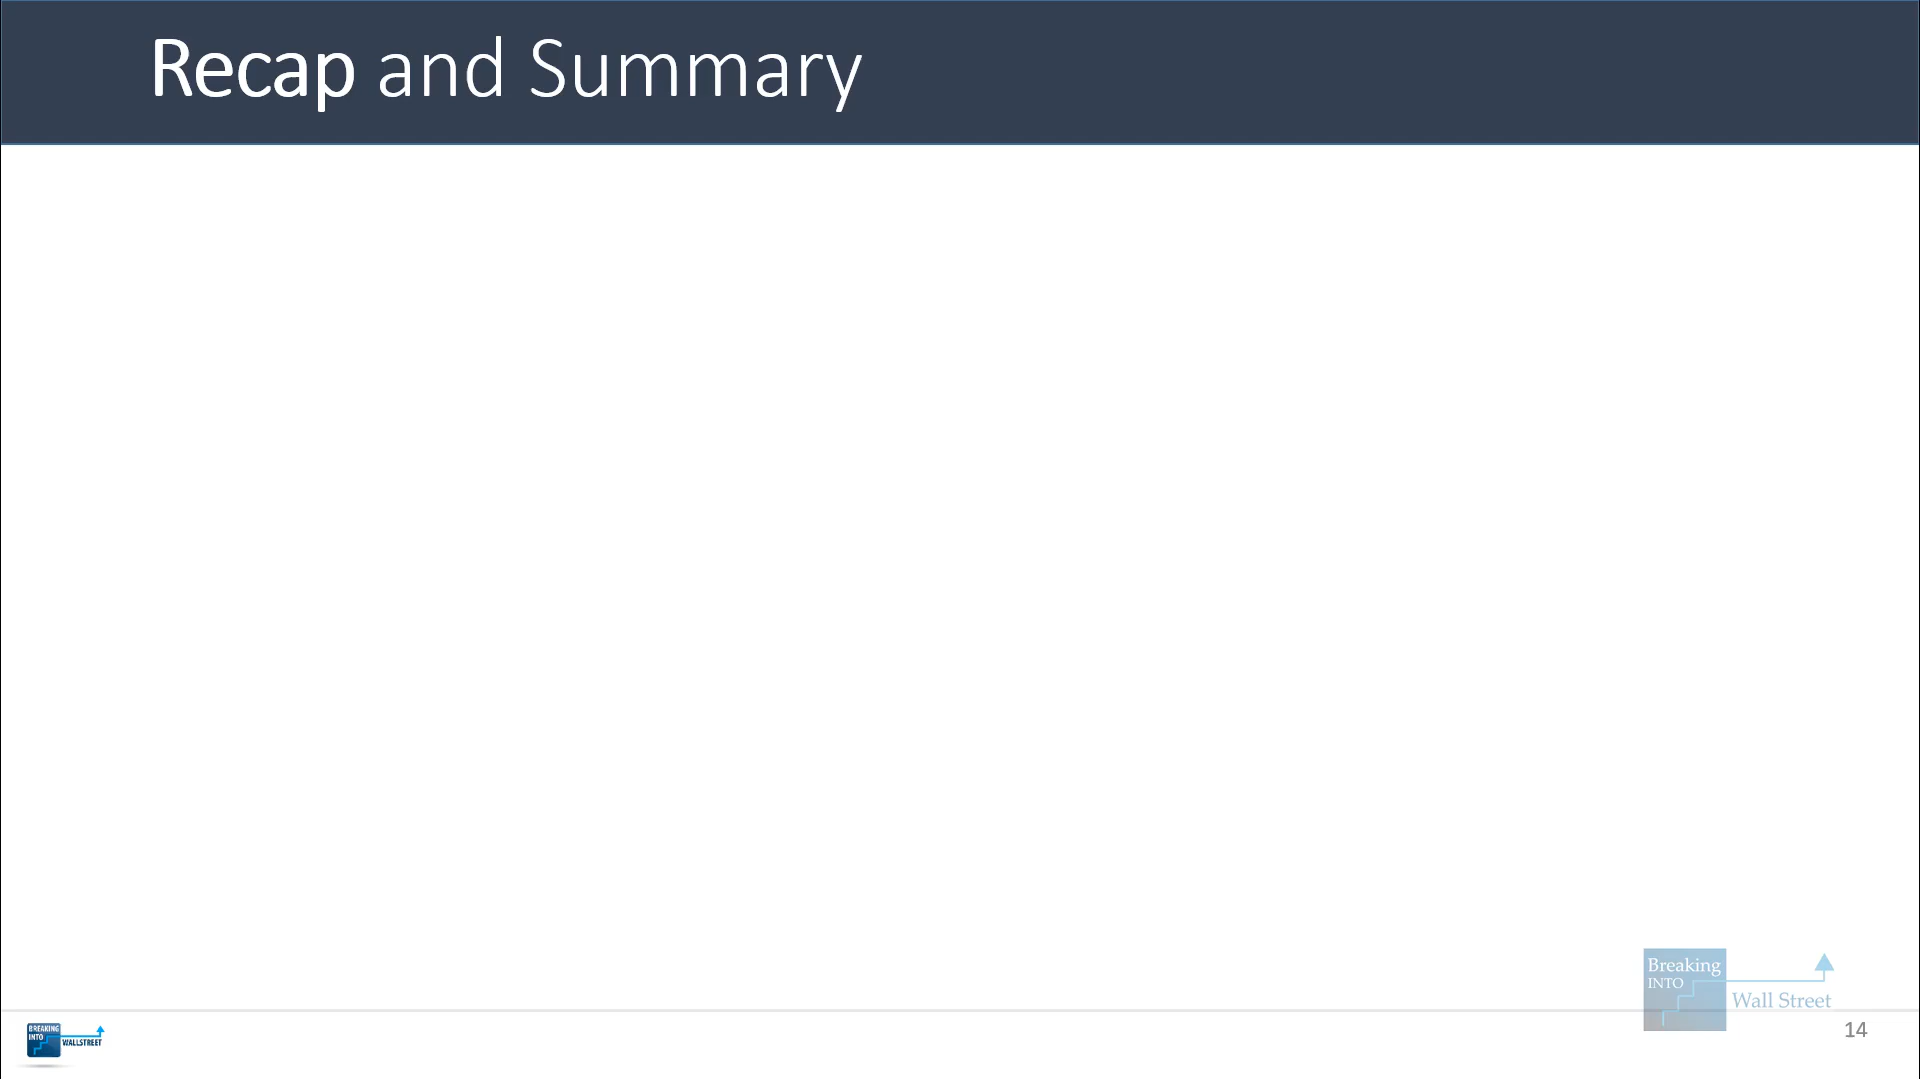 Recap and Summary
Breaking
INTO
Wall Street
BREAKING
INTO
WALLSTREET
14